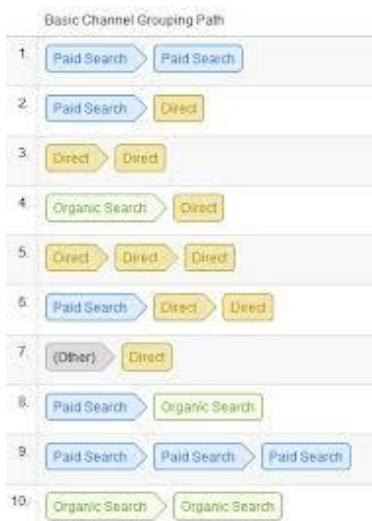 Basic Channel Grouping Path
1. Paid Search Paid Search
2. Paid Search Direct
3. Direct Direct
4. Organic Search Direct
5. Direct Direct Direct
6. Paid Search Direct Direct
7. (Other) Direct
8. Paid Search Organic Search
9. Paid Search Paid Search Paid Search
10. Organic Search Organic Search